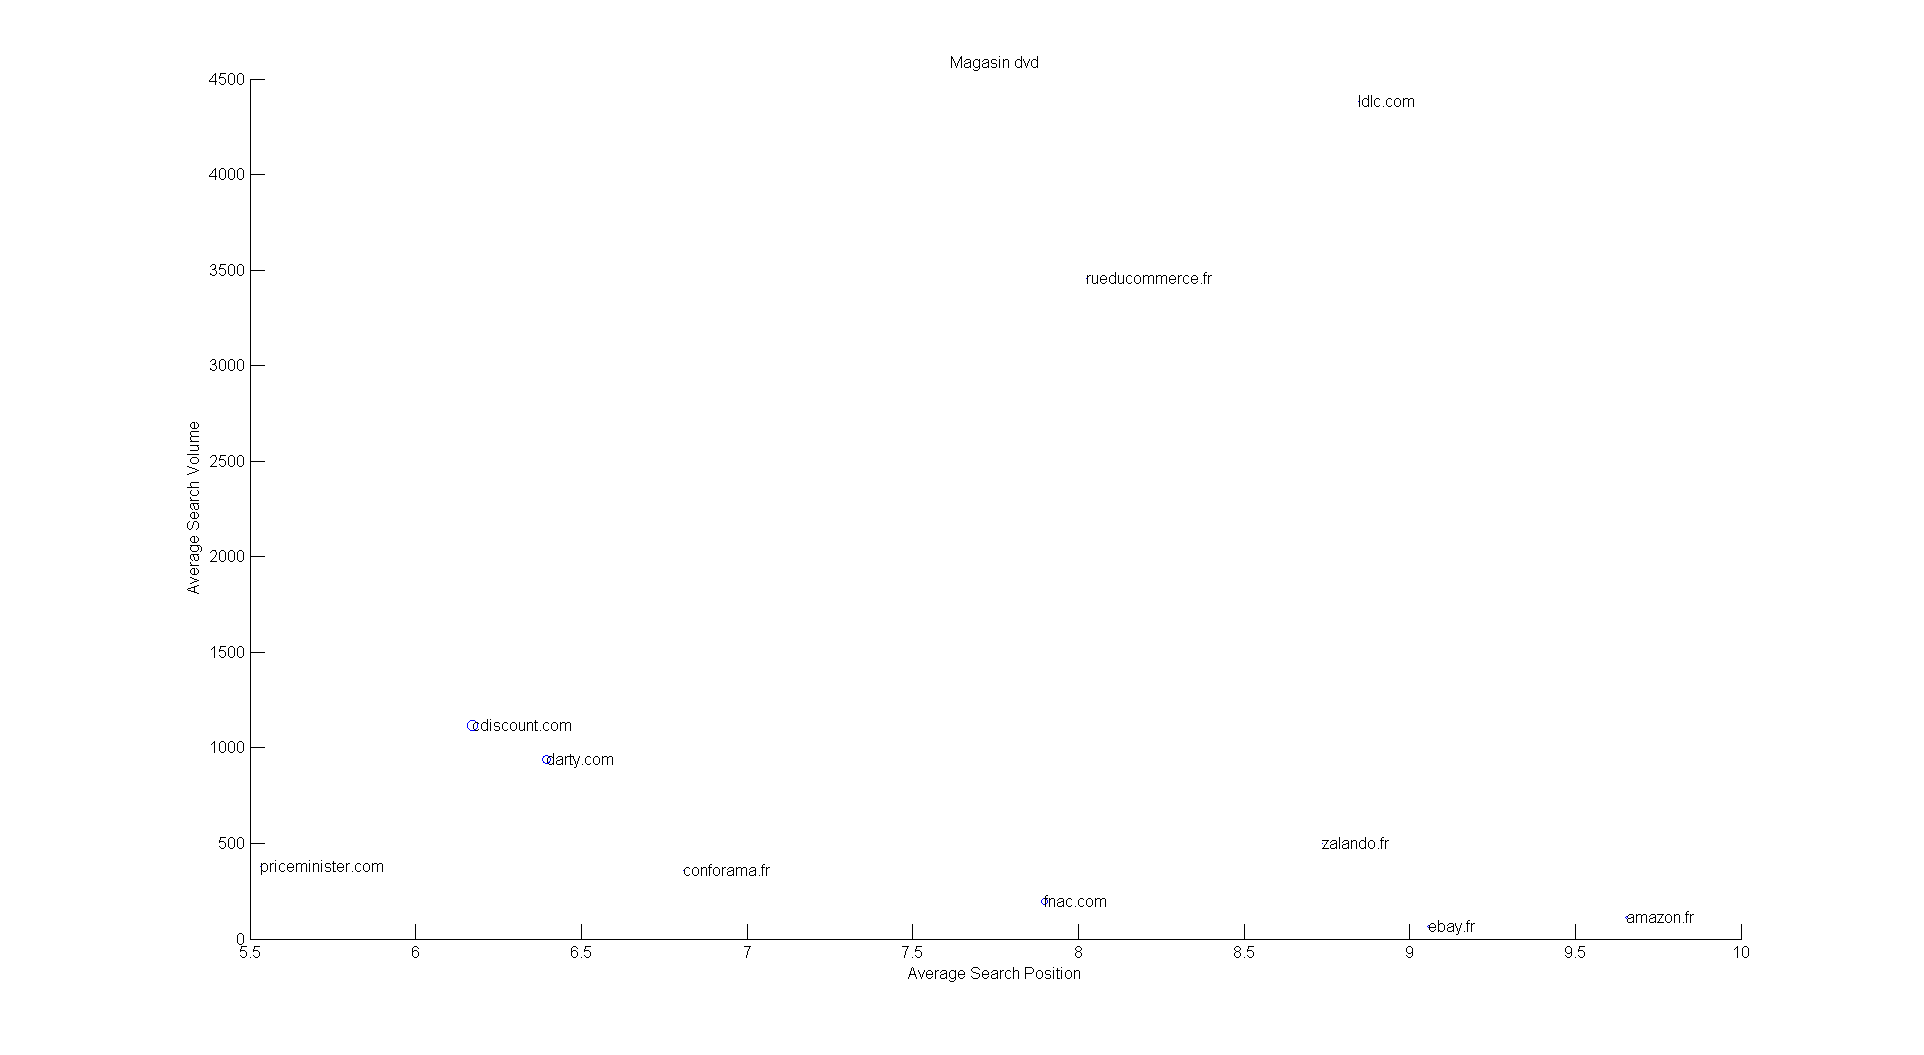 Magasin dvd
4500
ldlc.com
4000
3500
rueducommerce.fr
3000
Average Search Volume
2500
2000
1500
cdiscount.com
1000
darty.com
500
zalando.fr
priceminister.com
conforama.fr
fnac.com
amazon.fr
ebay.fr
0
5.5 6 6.5 7 7.5 8 8.5 9 9.5 10
Average Search Position